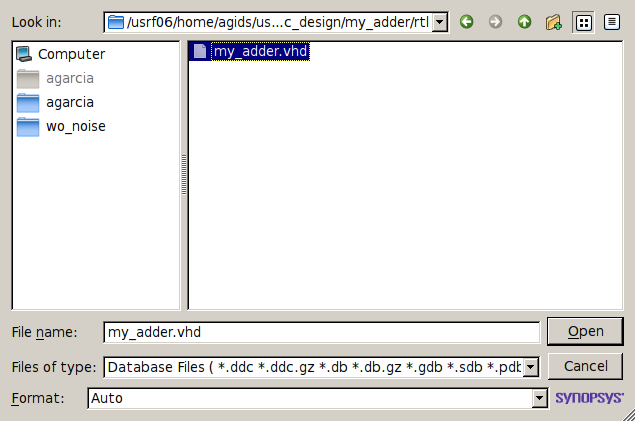 Look in: /usrf06/home/agids/us...c_design/my_adder/rtl
Computer
agarcia
agarcia
wo_noise
my_adder.vhd
File name: my_adder.vhd Open
Files of type: Database Files ( *.ddc *.ddc.gz *.db *.db.gz *.gdb *.sdb *.pdb Cancel
Format: Auto SYNOPSYS®